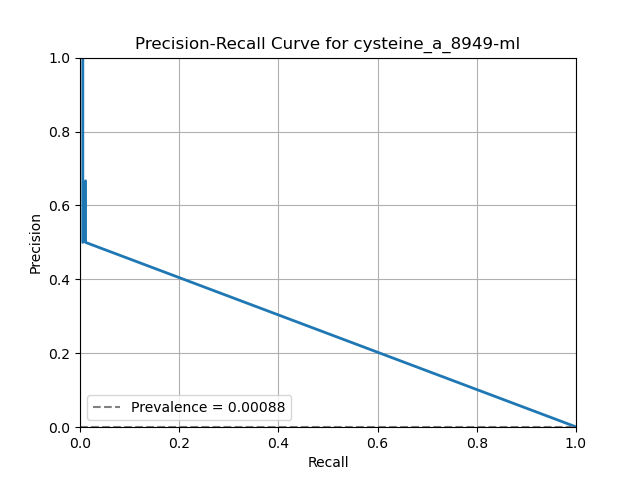 Precision-Recall Curve for cysteine_a_8949-ml
1.0
0.8
0.6
0.4
0.2
0.0
Precision
Prevalence = 0.00088
0.0 0.2 0.4 0.6 0.8 1.0
Recall